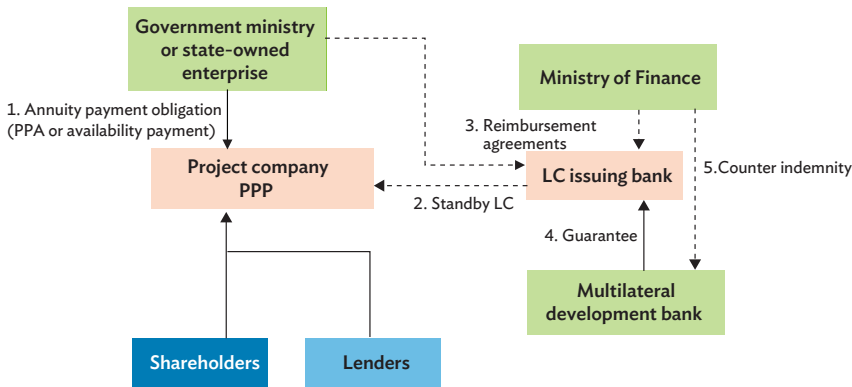 Government ministry
or state-owned
enterprise
Ministry of Finance
1. Annuity payment obligation
(PPA or availability payment)
3. Reimbursement
agreements
Project company
PPP
LC issuing bank
5.Counter indemnity
2. Standby LC
4. Guarantee
Multilateral
development bank
Shareholders
Lenders